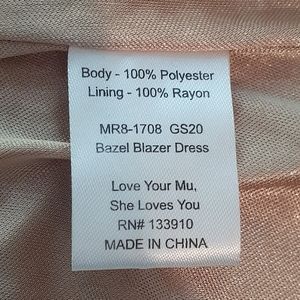 Body - 100% Polyester
Lining - 100% Rayon
MR8-1708 GS20
Bazel Blazer Dress
Love Your Mu,
She Loves You
RN# 133910
MADE IN CHINA